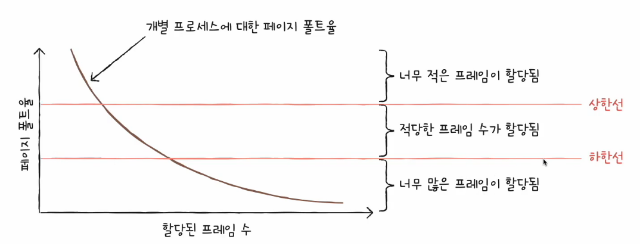 개별 프로세스에 대한 페이지 폴트율
너무 적은 프레임이 할당됨
상한선
페이지 폴트율
적당한 프레임 수가 할당됨
하한선
너무 많은 프레임이 할당됨
할당된 프레임 수